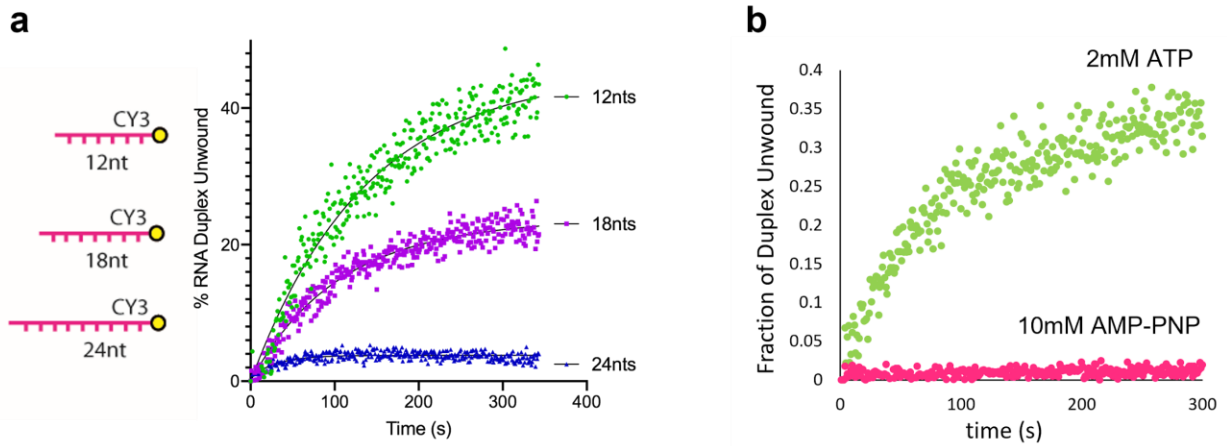 a
CY3
12nt
CY3
18nt
CY3
24nt
% RNA Duplex Unwound
40
20
0
0
100
200
300
400
Time (s)
12nts
18nts
24nts
b
2mM ATP
10mM AMP-PNP
Fraction of Duplex Unwound
0.4
0.35
0.3
0.25
0.2
0.15
0.1
0.05
0
0
100
200
300
time (s)